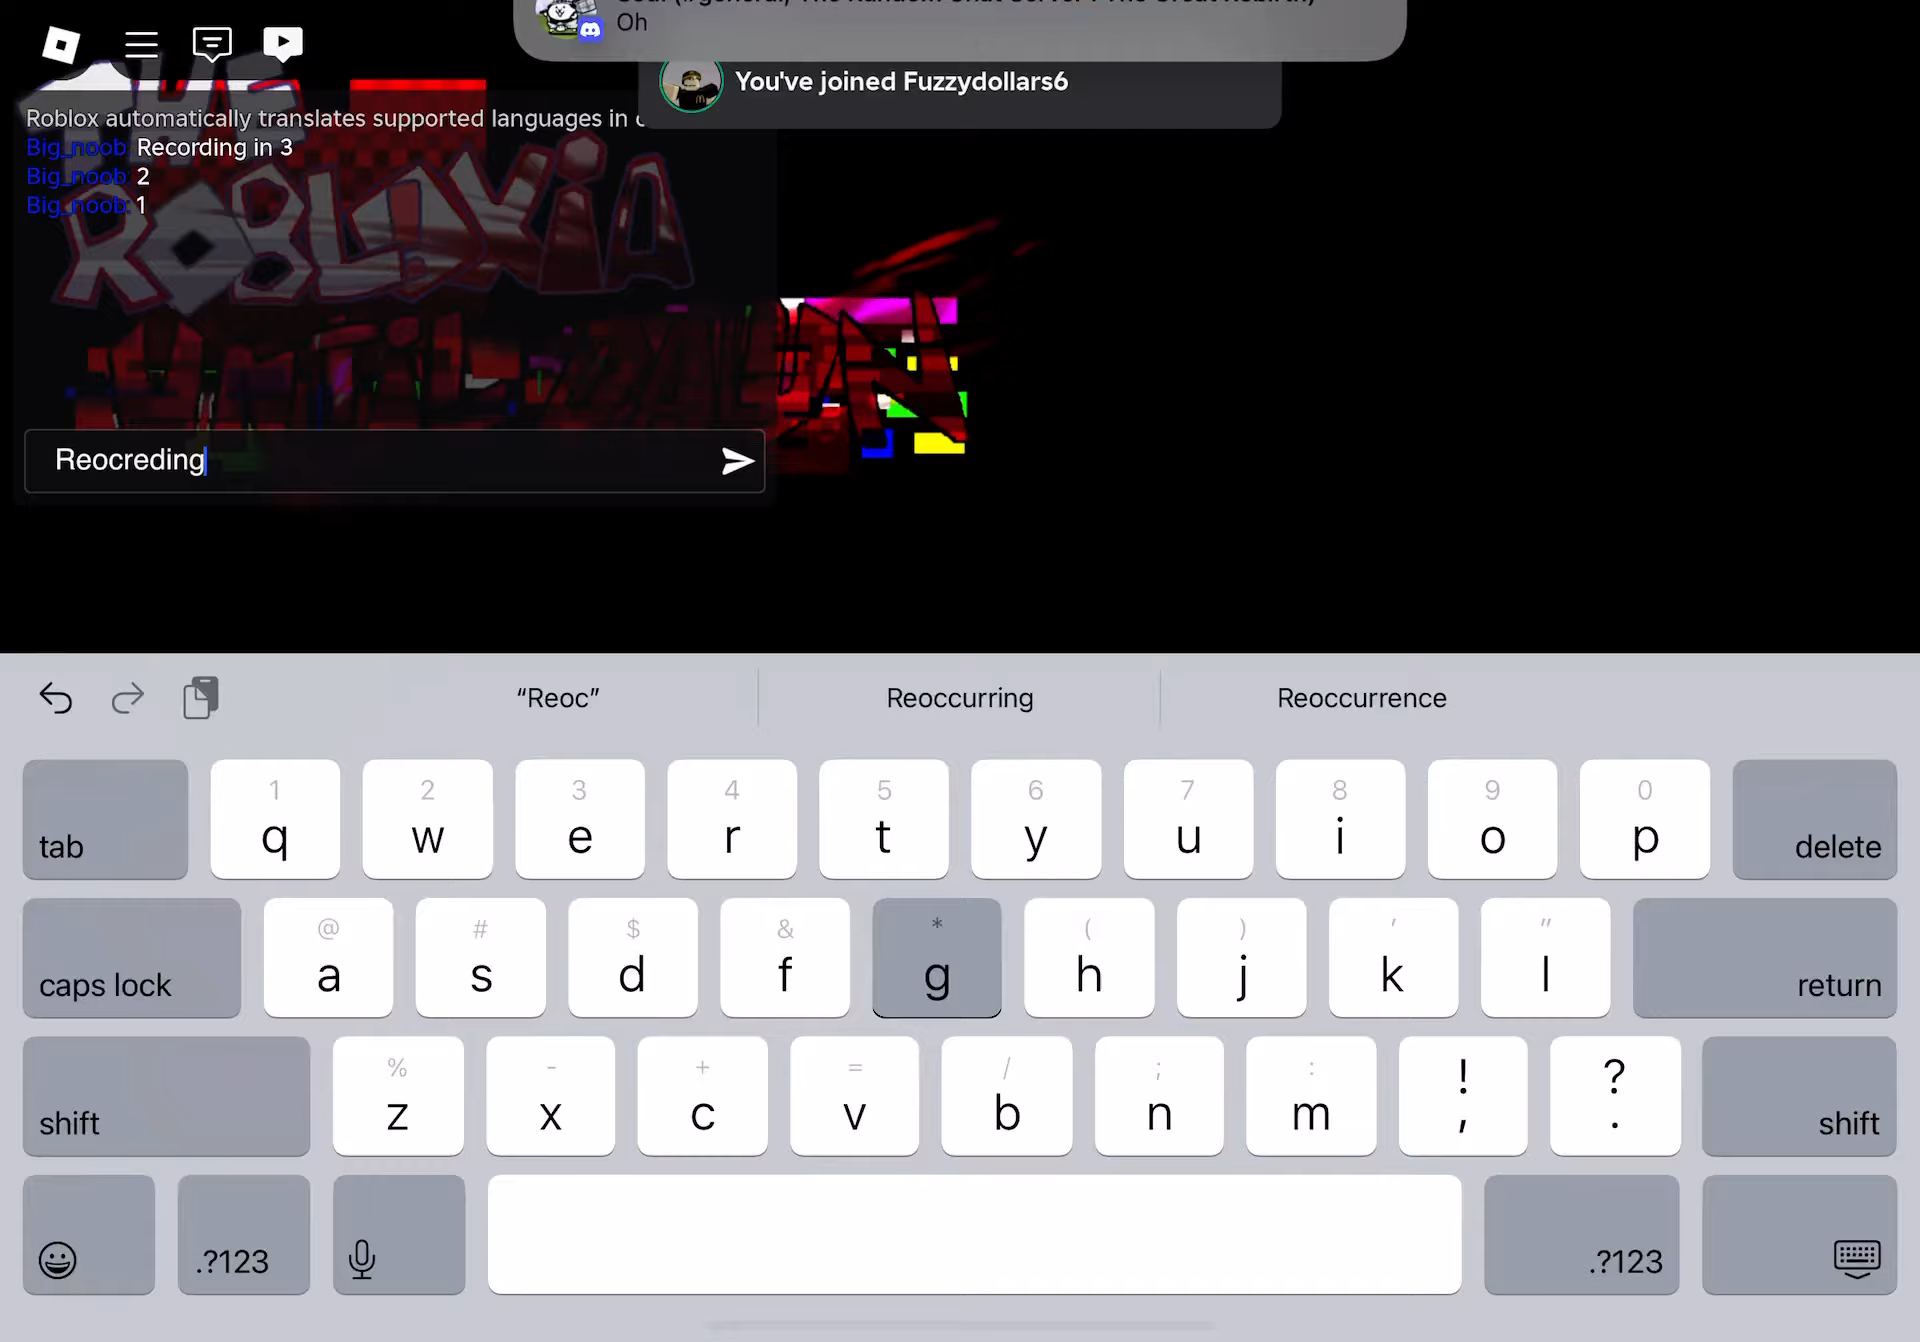 Oh
You've joined Fuzzydollars6
THE
Roblox automatically translates supported languages in
Big_noob: Recording in 3
Big_noob: 2
Big_noob: 1
ROBLOXIA
Reocreding
“Reoc”
Reoccurring
Reoccurrence
tab
1 2 3 4 5 6 7 8 9 0
q w e r t y u i o p
delete
caps lock
@ # $ & * ( ) ' "
a s d f g h j k l
return
shift
% - + = / ; : ! ?
z x c v b n m , .
shift
.?123
.?123